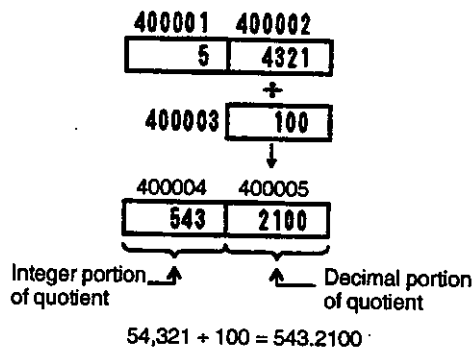 400001 400002
5 4321
÷
400003 100
400004 400005
543 2100
Integer portion Decimal portion
of quotient of quotient
54,321 ÷ 100 = 543.2100